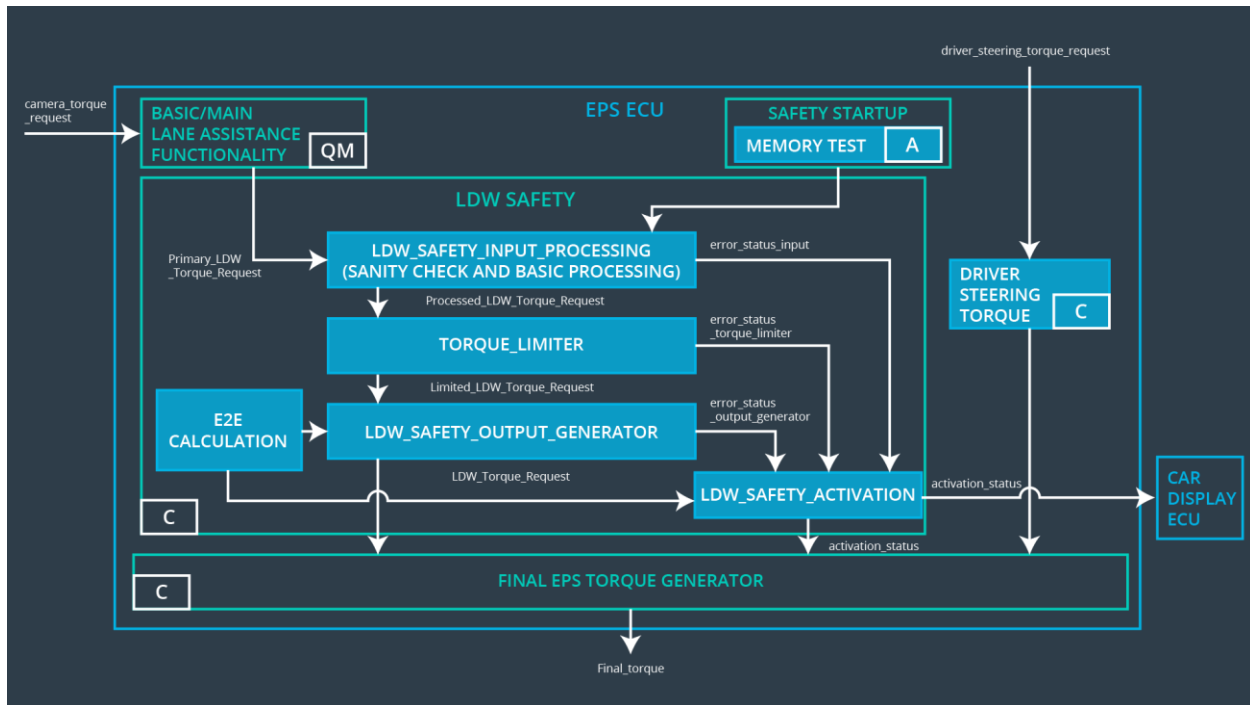 driver_steering_torque_request
camera_torque
_request
EPS ECU
BASIC/MAIN
LANE ASSISTANCE
FUNCTIONALITY
QM
SAFETY STARTUP
MEMORY TEST
A
LDW SAFETY
Primary_LDW
_Torque_Request
LDW_SAFETY_INPUT_PROCESSING
(SANITY CHECK AND BASIC PROCESSING)
error_status_input
DRIVER
STEERING
TORQUE
C
Processed_LDW_Torque_Request
TORQUE_LIMITER
error_status
_torque_limiter
Limited_LDW_Torque_Request
E2E
CALCULATION
LDW_SAFETY_OUTPUT_GENERATOR
error_status
_output_generator
LDW_Torque_Request
LDW_SAFETY_ACTIVATION
activation_status
CAR
DISPLAY
ECU
C
activation_status
FINAL EPS TORQUE GENERATOR
C
Final_torque